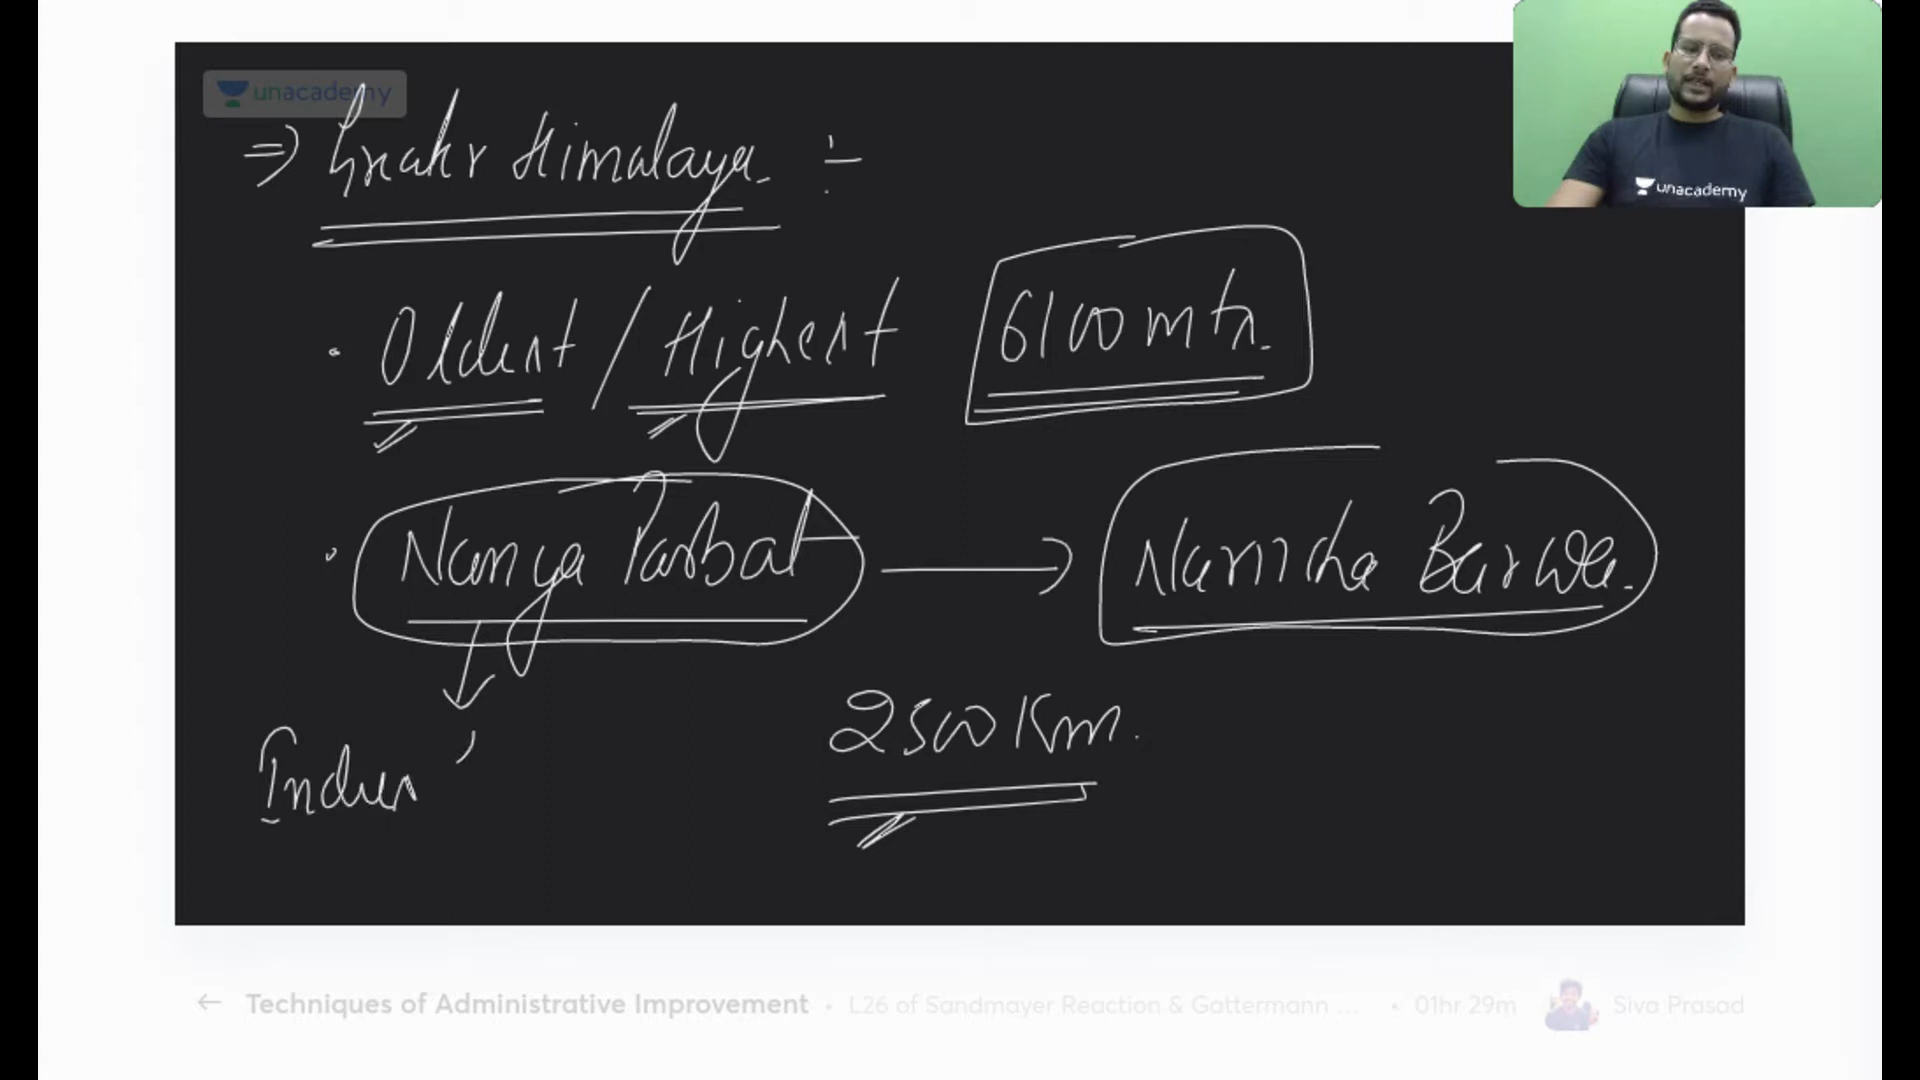 unacademy
⇒ Greater Himalaya :-
• Oldest / Highest 6100 mtr.
• Nanga Parbat → Namcha Barwa.
2500 Km.
Indus
unacademy
← Techniques of Administrative Improvement • L26 of Sandmayer Reaction & Gattermann ... • 01hr 29m Siva Prasad